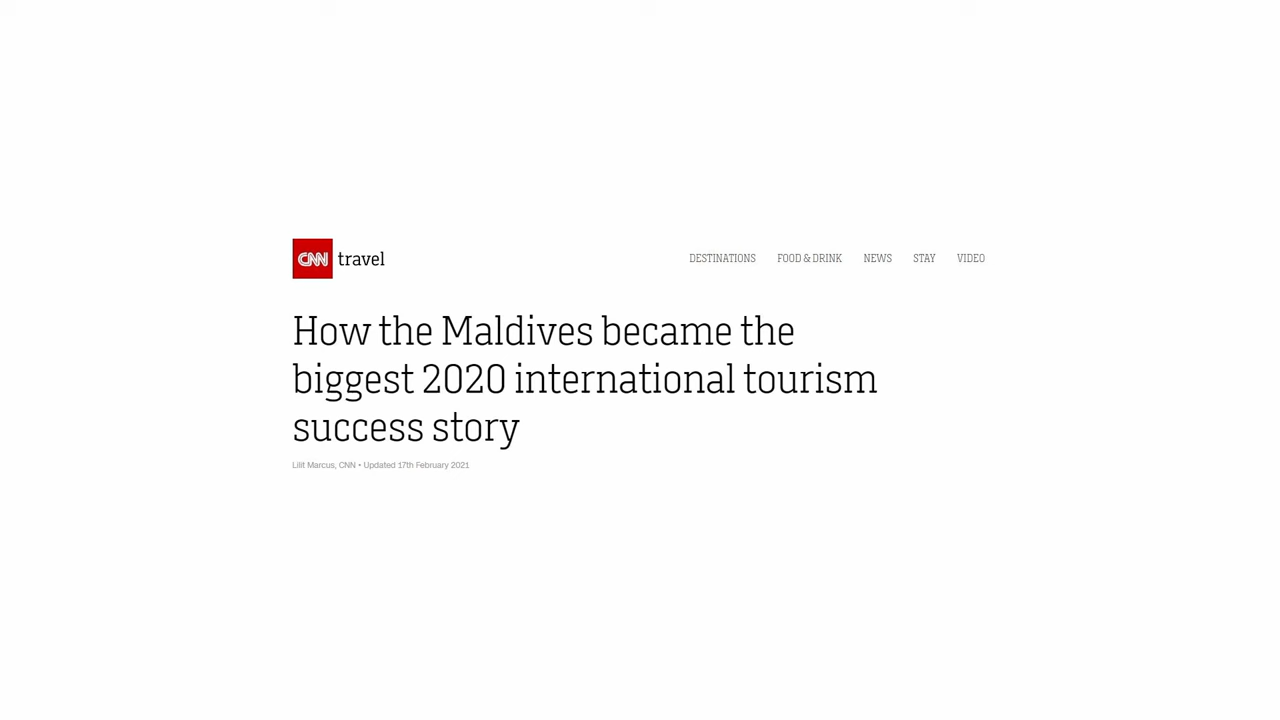 CNN travel
DESTINATIONS FOOD & DRINK NEWS STAY VIDEO
How the Maldives became the
biggest 2020 international tourism
success story
Lilit Marcus, CNN • Updated 17th February 2021